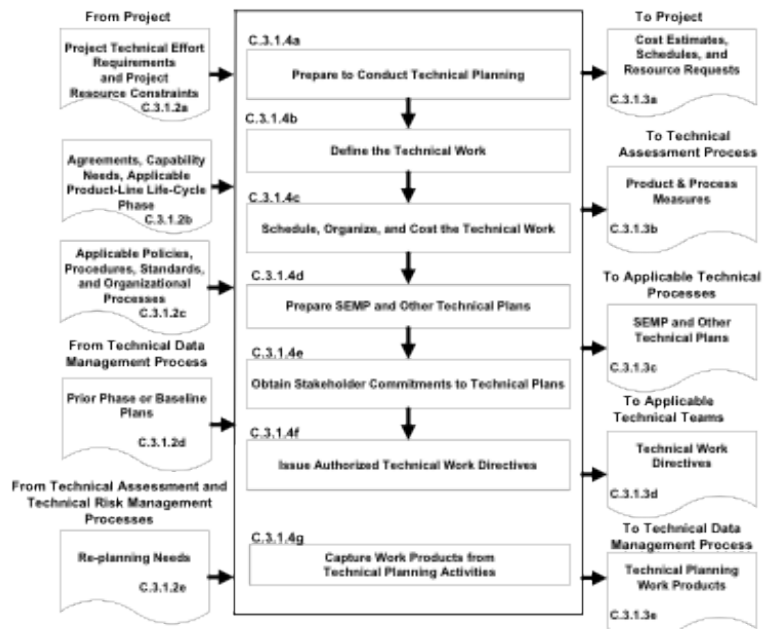 From Project
Project Technical Effort
Requirements
and Project
Resource Constraints
C.3.1.2a
Agreements, Capability
Needs, Applicable
Product-Line Life-Cycle
Phase
C.3.1.2b
Applicable Policies,
Procedures, Standards,
and Organizational
Processes
C.3.1.2c
From Technical Data
Management Process
Prior Phase or Baseline
Plans
C.3.1.2d
From Technical Assessment and
Technical Risk Management
Processes
Re-planning Needs
C.3.1.2e
C.3.1.4a
Prepare to Conduct Technical Planning
C.3.1.4b
Define the Technical Work
C.3.1.4c
Schedule, Organize, and Cost the Technical Work
C.3.1.4d
Prepare SEMP and Other Technical Plans
C.3.1.4e
Obtain Stakeholder Commitments to Technical Plans
C.3.1.4f
Issue Authorized Technical Work Directives
C.3.1.4g
Capture Work Products from
Technical Planning Activities
To Project
Cost Estimates,
Schedules, and
Resource Requests
C.3.1.3a
To Technical
Assessment Process
Product & Process
Measures
C.3.1.3b
To Applicable Technical
Processes
SEMP and Other
Technical Plans
C.3.1.3c
To Applicable
Technical Teams
Technical Work
Directives
C.3.1.3d
To Technical Data
Management Process
Technical Planning
Work Products
C.3.1.3e